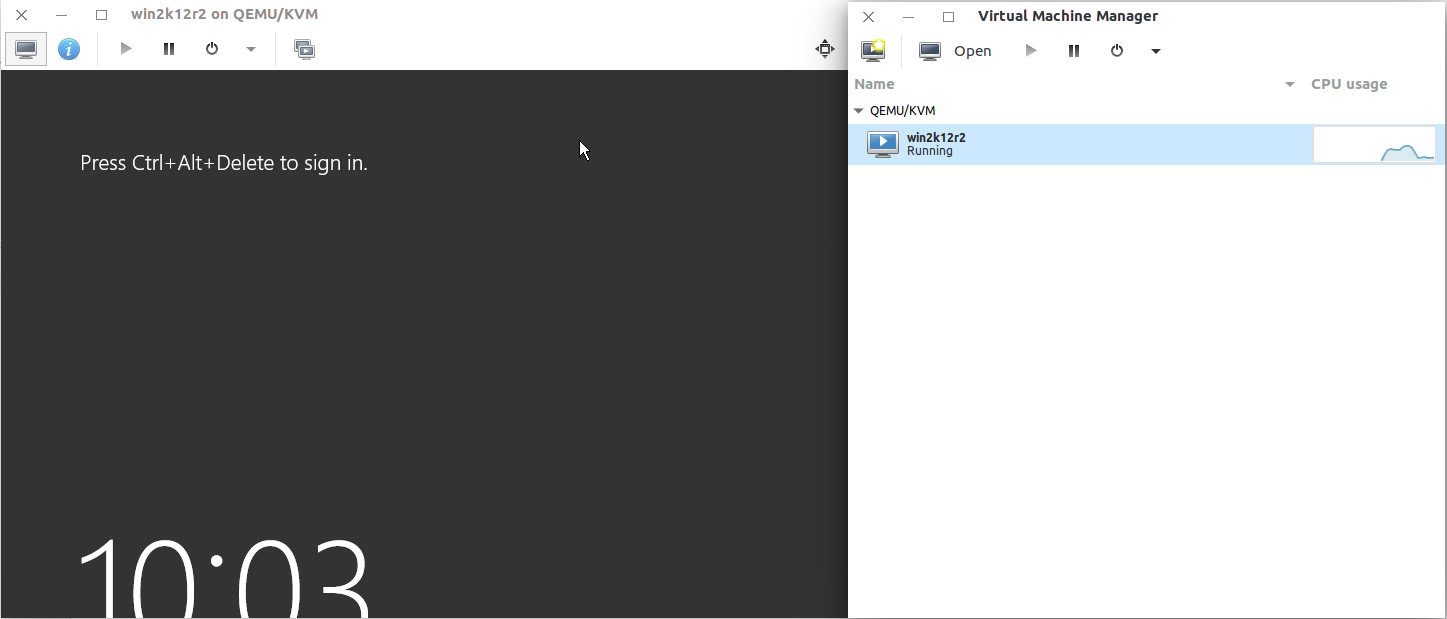 win2k12r2 on QEMU/KVM
Press Ctrl+Alt+Delete to sign in.
10:03
Virtual Machine Manager
Open
Name CPU usage
QEMU/KVM
win2k12r2
Running